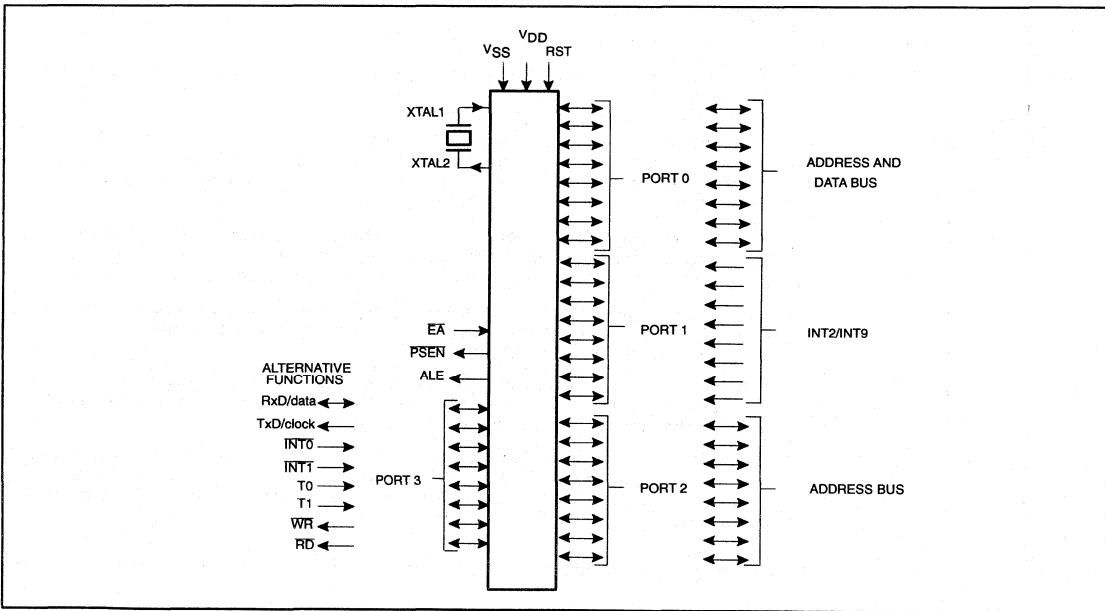 VSS
VDD
RST
XTAL1
XTAL2
PORT 0
ADDRESS AND
DATA BUS
EA
PSEN
ALE
PORT 1
INT2/INT9
ALTERNATIVE
FUNCTIONS
RxD/data
TxD/clock
INT0
INT1
T0
T1
WR
RD
PORT 3
PORT 2
ADDRESS BUS